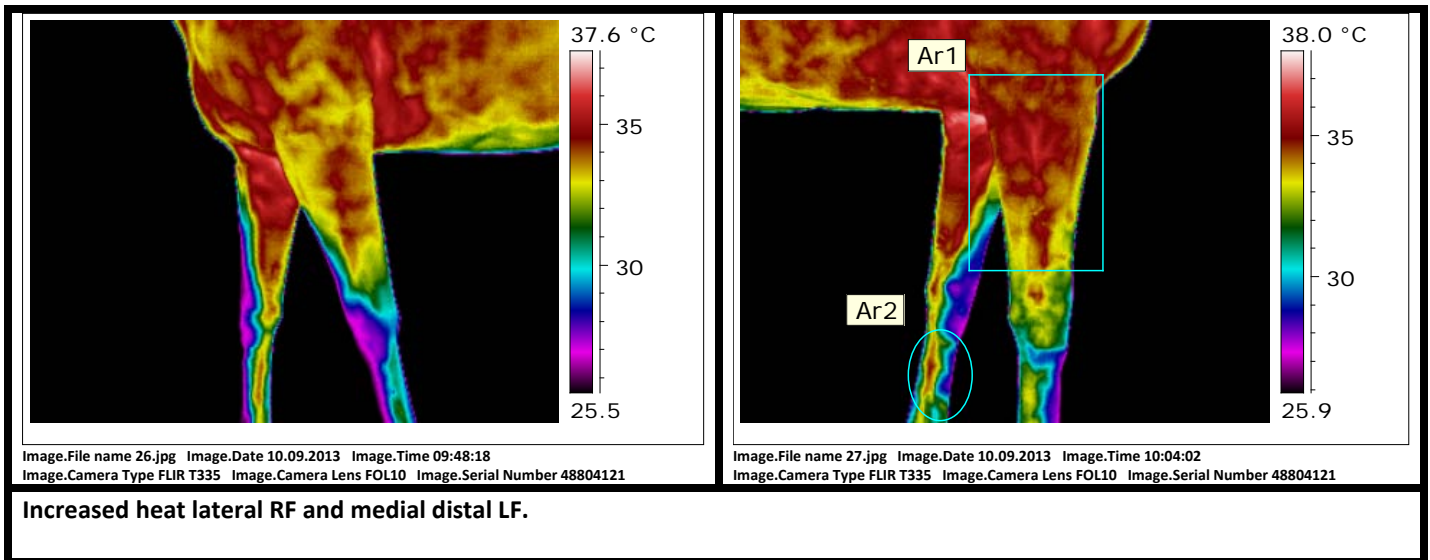 37.6 °C
35
30
25.5
Image.File name 26.jpg Image.Date 10.09.2013 Image.Time 09:48:18
Image.Camera Type FLIR T335 Image.Camera Lens FOL10 Image.Serial Number 48804121
38.0 °C
Ar1
35
30
Ar2
25.9
Image.File name 27.jpg Image.Date 10.09.2013 Image.Time 10:04:02
Image.Camera Type FLIR T335 Image.Camera Lens FOL10 Image.Serial Number 48804121
Increased heat lateral RF and medial distal LF.